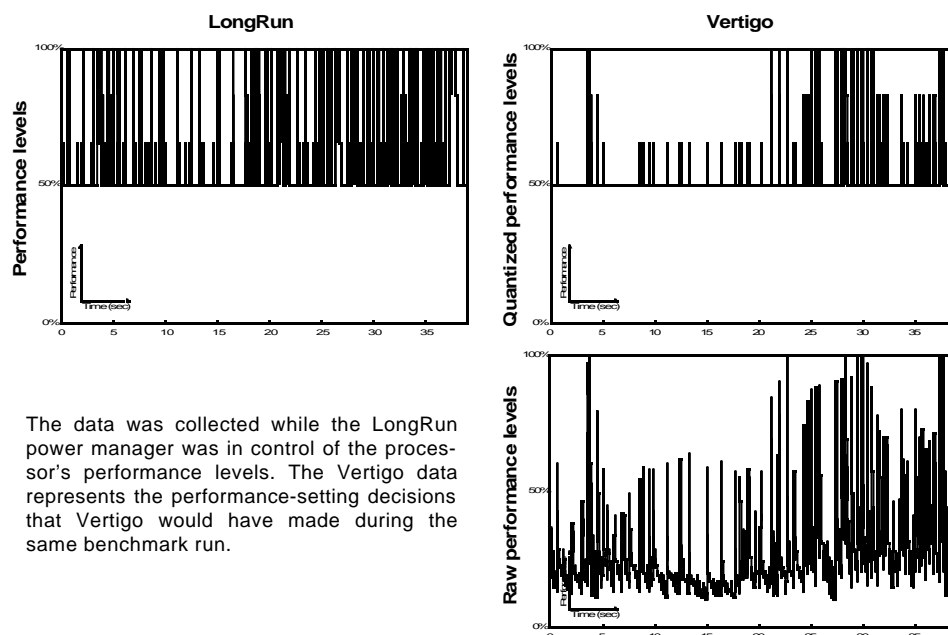 LongRun
Performance levels
100%
50%
0%
Performance
Time (sec)
0 5 10 15 20 25 30 35
Vertigo
Quantized performance levels
100%
50%
0%
Performance
Time (sec)
0 5 10 15 20 25 30 35
The data was collected while the LongRun
power manager was in control of the proces-
sor's performance levels. The Vertigo data
represents the performance-setting decisions
that Vertigo would have made during the
same benchmark run.
Raw performance levels
100%
50%
0%
Time (sec)